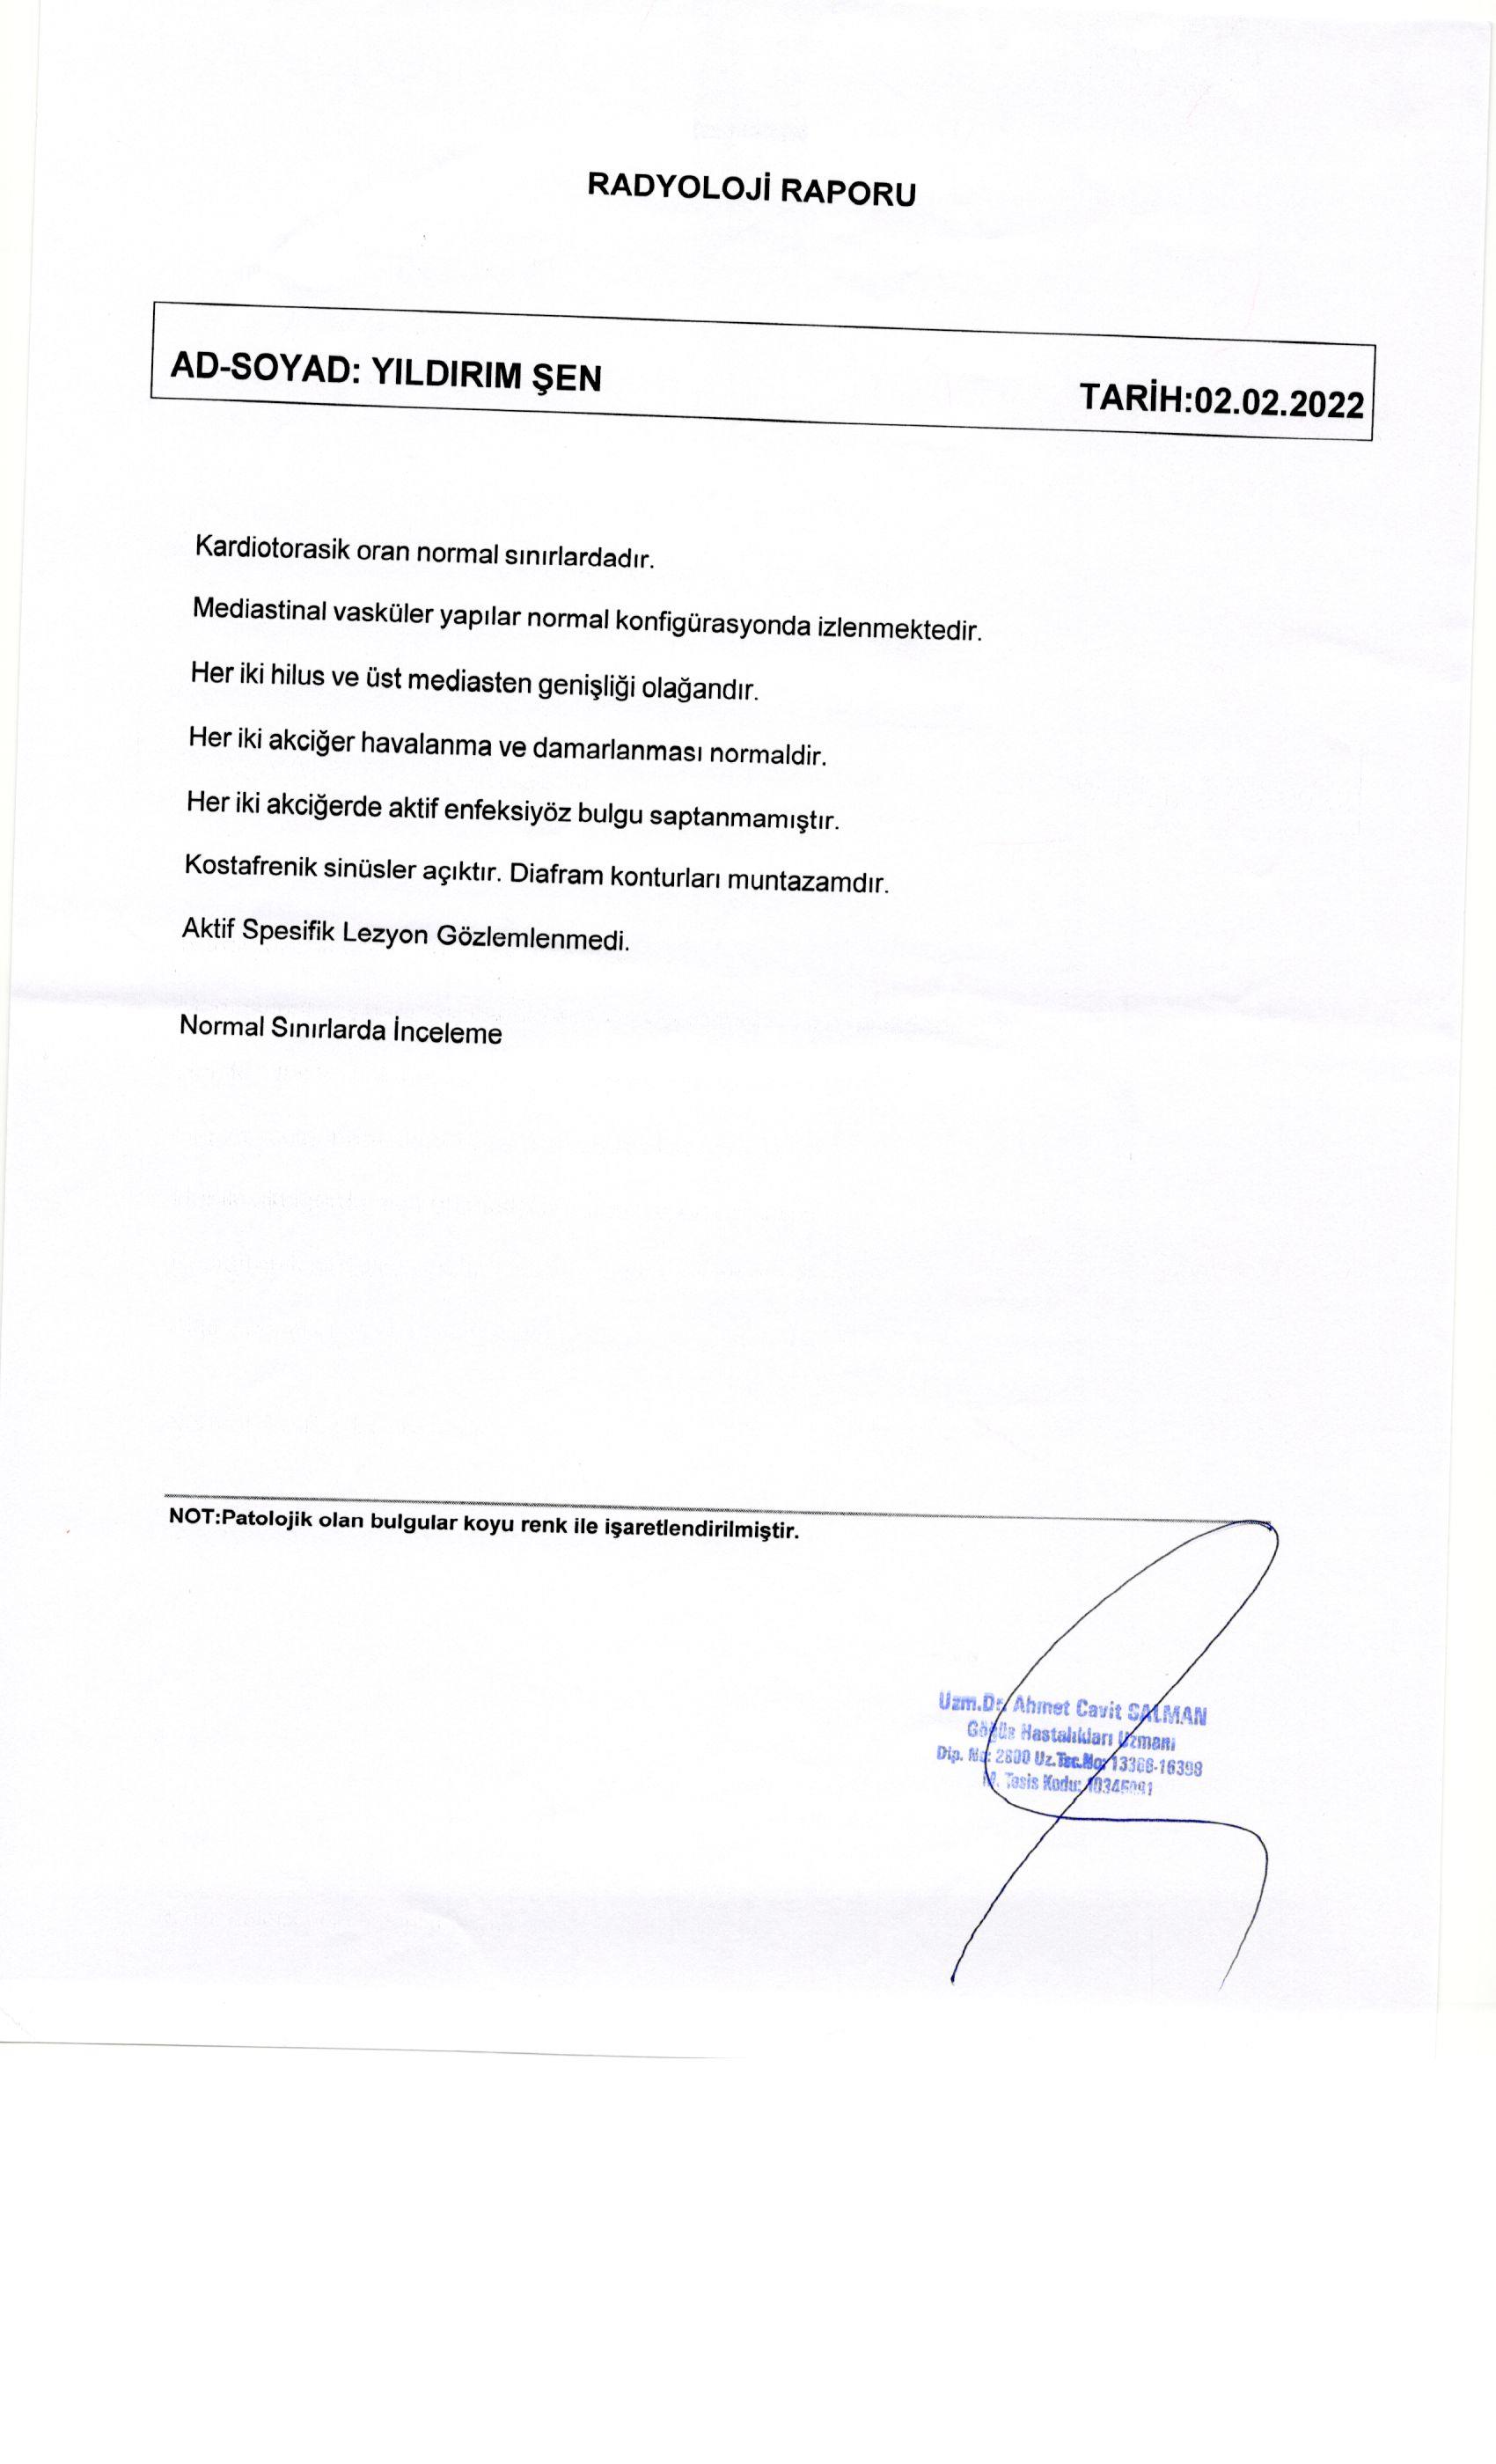 RADYOLOJİ RAPORU
AD-SOYAD: YILDIRIM ŞEN
TARİH:02.02.2022
Kardiotorasik oran normal sınırlardadır.
Mediastinal vasküler yapılar normal konfigürasyonda izlenmektedir.
Her iki hilus ve üst mediasten genişliği olağandır.
Her iki akciğer havalanma ve damarlanması normaldir.
Her iki akciğerde aktif enfeksiyöz bulgu saptanmamıştır.
Kostafrenik sinüsler açıktır. Diafram konturları muntazamdır.
Aktif Spesifik Lezyon Gözlemlenmedi.
Normal Sınırlarda İnceleme
NOT:Patolojik olan bulgular koyu renk ile işaretlendirilmiştir.
Uzm.Dr. Ahmet Cavit SALMAN
Göğüs Hastalıkları Uzmanı
Dip. No: Uz.Tsc.No:
Tesis Kodu: